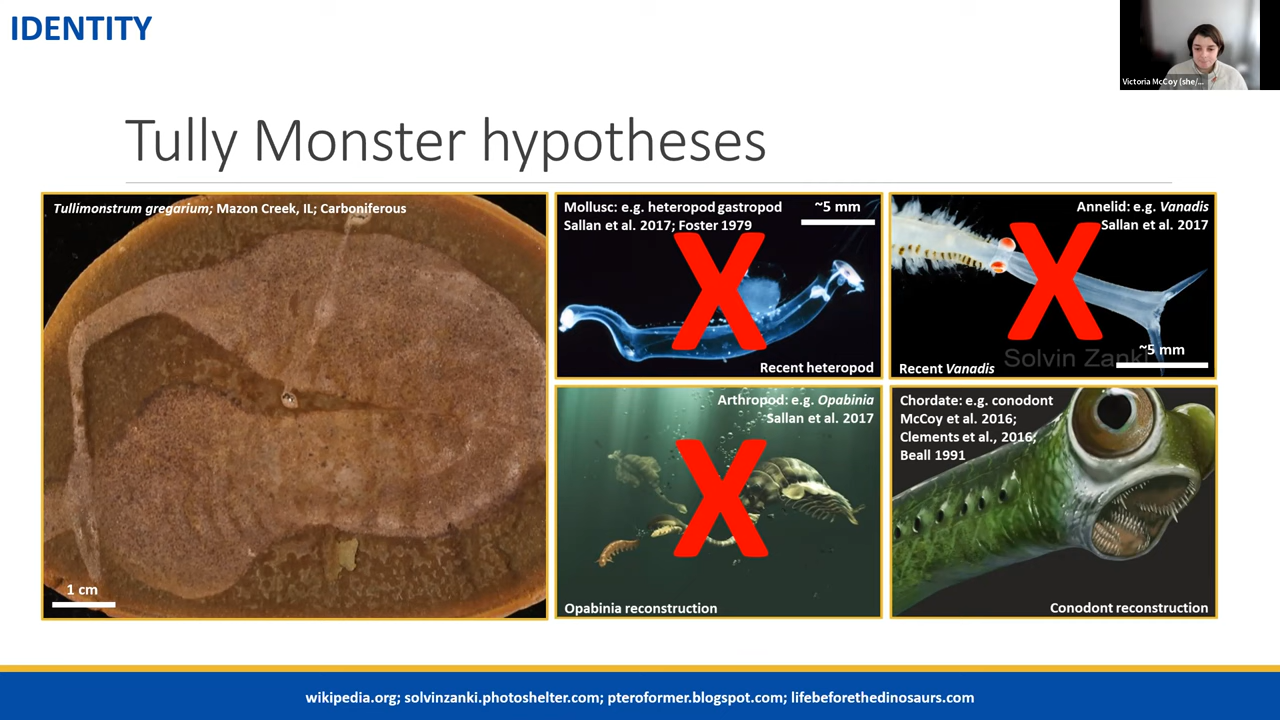 IDENTITY
Victoria McCoy (she/...
Tully Monster hypotheses
Tullimonstrum gregarium; Mazon Creek, IL; Carboniferous
1 cm
Mollusc: e.g. heteropod gastropod
Sallan et al. 2017; Foster 1979
~5 mm
X
Recent heteropod
Annelid: e.g. Vanadis
Sallan et al. 2017
X
Solvin Zanki
~5 mm
Recent Vanadis
Arthropod: e.g. Opabinia
Sallan et al. 2017
X
Opabinia reconstruction
Chordate: e.g. conodont
McCoy et al. 2016;
Clements et al., 2016;
Beall 1991
Conodont reconstruction
wikipedia.org; solvinzanki.photoshelter.com; pteroformer.blogspot.com; lifebeforethedinosaurs.com